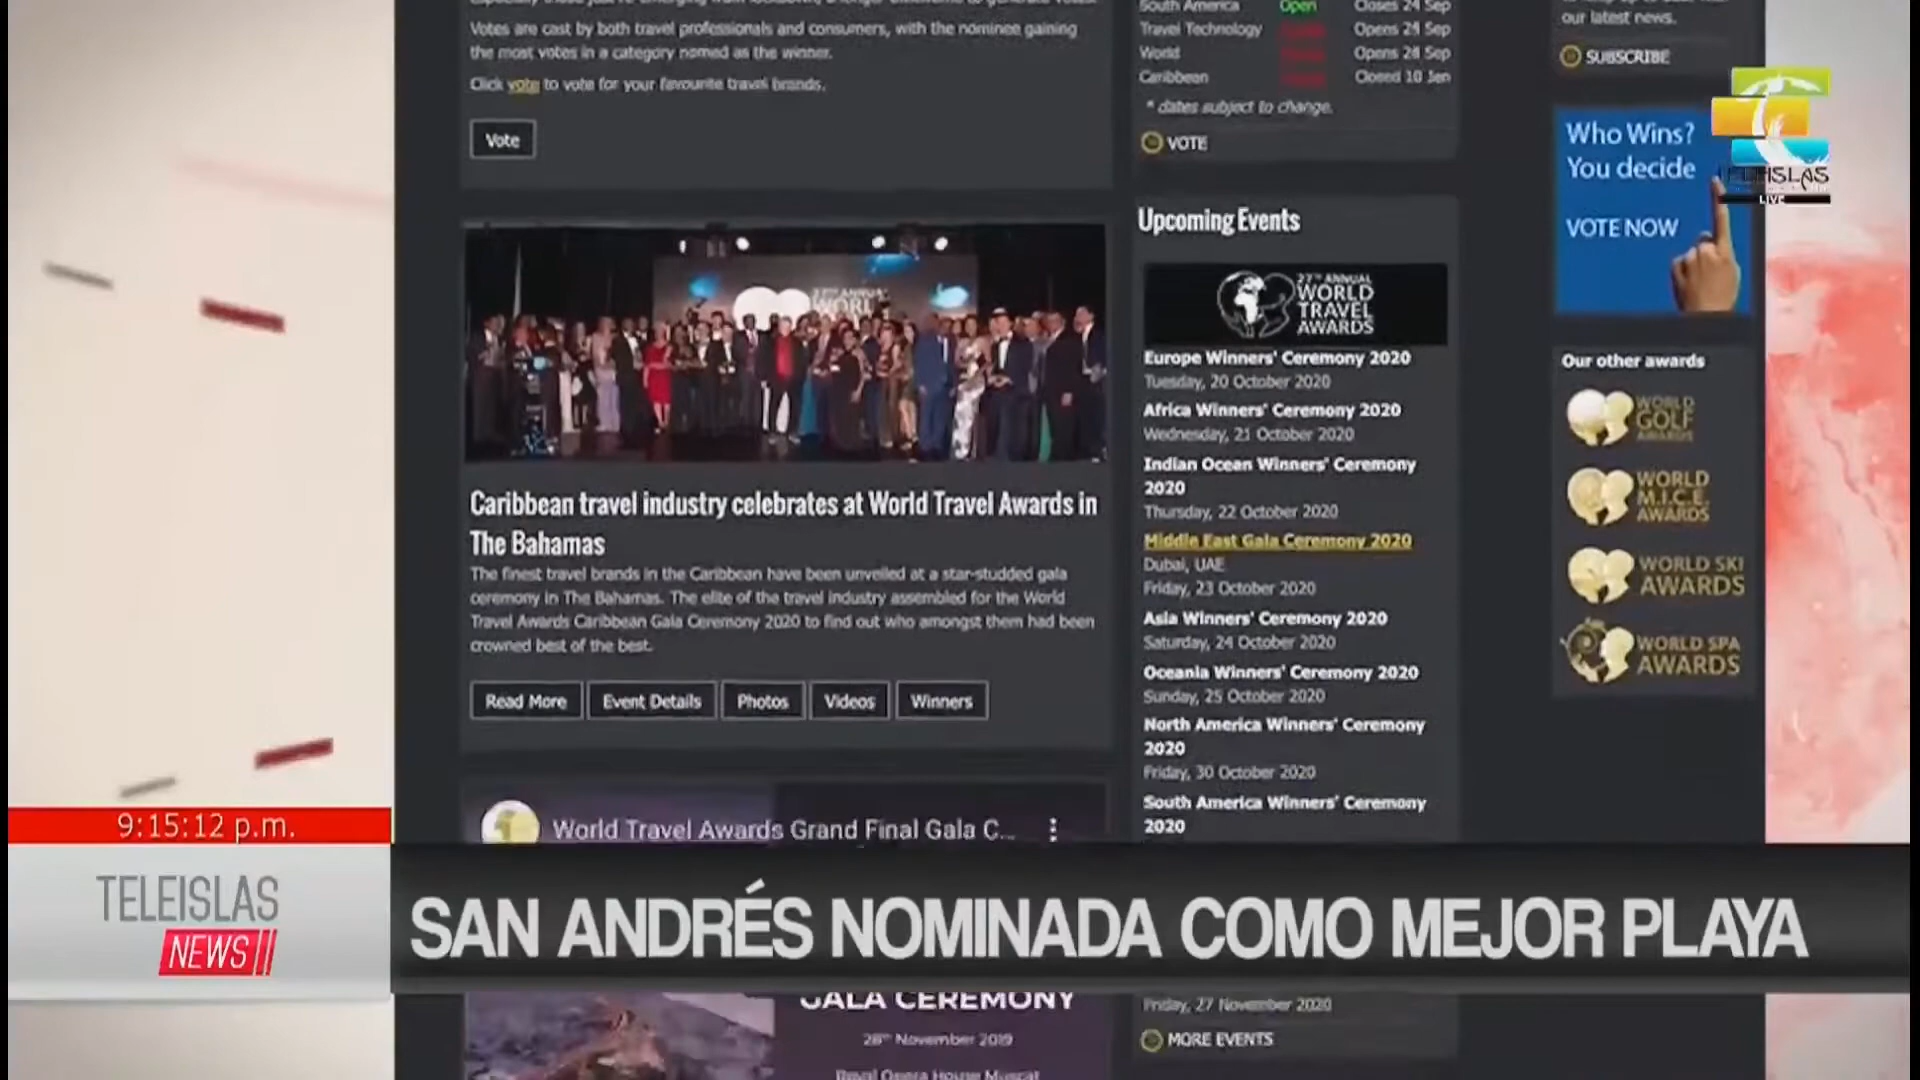 Votes are cast by both travel professionals and consumers, with the nominee gaining
the most votes in a category named as the winner.
Click vote to vote for your favourite travel brands.
Vote
27TH ANNUAL
WORL
Caribbean travel industry celebrates at World Travel Awards in
The Bahamas
The finest travel brands in the Caribbean have been unveiled at a star-studded gala
ceremony in The Bahamas. The elite of the travel industry assembled for the World
Travel Awards Caribbean Gala Ceremony 2020 to find out who amongst them had been
crowned best of the best.
Read More Event Details Photos Videos Winners
World Travel Awards Grand Final Gala C...
GALA CEREMONY
28TH November 2019
Royal Opera House Muscat
South America Open Closes 24 Sep
Travel Technology Opens 21 Sep
World Opens 28 Sep
Caribbean Closed 10 Jan
* dates subject to change.
VOTE
Upcoming Events
27TH ANNUAL
WORLD
TRAVEL
AWARDS
Europe Winners' Ceremony 2020
Tuesday, 20 October 2020
Africa Winners' Ceremony 2020
Wednesday, 21 October 2020
Indian Ocean Winners' Ceremony
2020
Thursday, 22 October 2020
Middle East Gala Ceremony 2020
Dubai, UAE
Friday, 23 October 2020
Asia Winners' Ceremony 2020
Saturday, 24 October 2020
Oceania Winners' Ceremony 2020
Sunday, 25 October 2020
North America Winners' Ceremony
2020
Friday, 30 October 2020
South America Winners' Ceremony
2020
Friday, 27 November 2020
MORE EVENTS
our latest news.
SUBSCRIBE
Who Wins?
You decide
VOTE NOW
TELEISLAS
LIVE
Our other awards
WORLD
GOLF
AWARDS
WORLD
M.I.C.E.
AWARDS
WORLD SKI
AWARDS
WORLD SPA
AWARDS
9:15:12 p.m.
TELEISLAS
NEWS
SAN ANDRÉS NOMINADA COMO MEJOR PLAYA